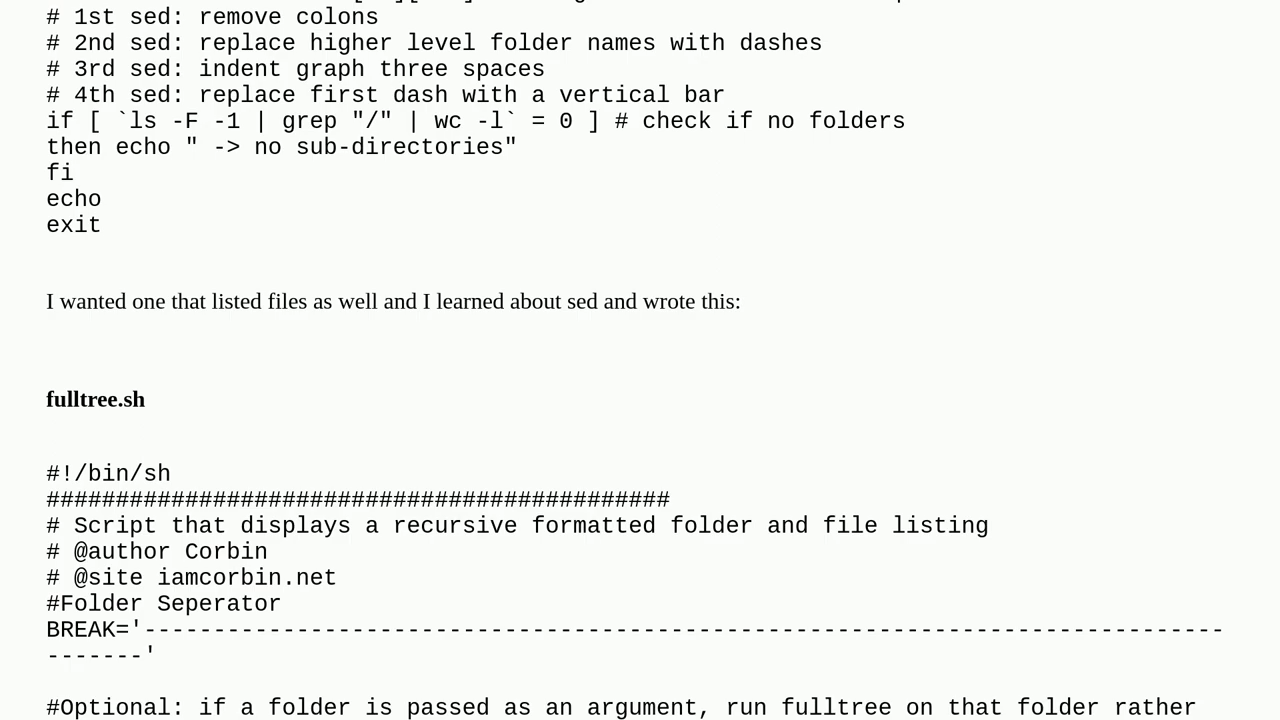 # 1st sed: remove colons
# 2nd sed: replace higher level folder names with dashes
# 3rd sed: indent graph three spaces
# 4th sed: replace first dash with a vertical bar
if [ `ls -F -1 | grep "/" | wc -l` = 0 ] # check if no folders
then echo " -> no sub-directories"
fi
echo
exit
I wanted one that listed files as well and I learned about sed and wrote this:
fulltree.sh
#!/bin/sh
#############################################
# Script that displays a recursive formatted folder and file listing
# @author Corbin
# @site iamcorbin.net
#Folder Seperator
BREAK='------------------------------------------------------------------------------
-------'
#Optional: if a folder is passed as an argument, run fulltree on that folder rather